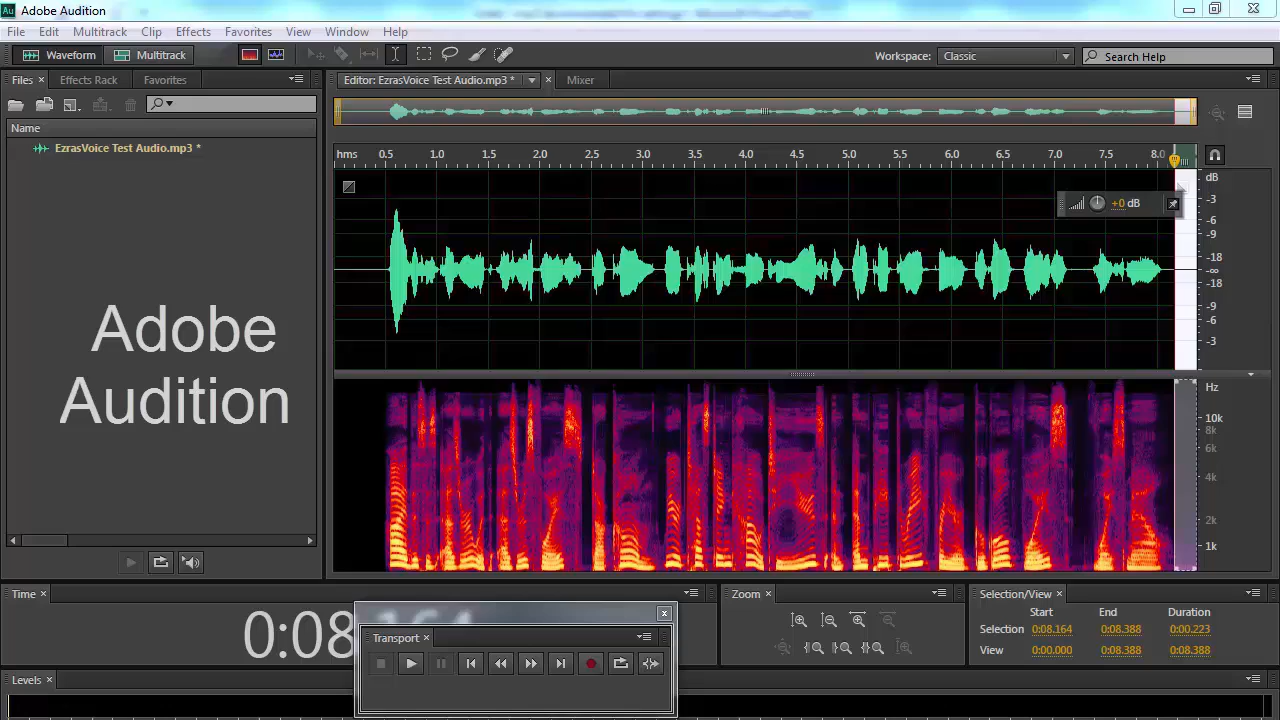 Au Adobe Audition
File Edit Multitrack Clip Effects Favorites View Window Help
Waveform Multitrack Workspace: Classic Search Help
Files × Effects Rack Favorites Editor: EzrasVoice Test Audio.mp3 * × Mixer
Name
EzrasVoice Test Audio.mp3 *
hms 0.5 1.0 1.5 2.0 2.5 3.0 3.5 4.0 4.5 5.0 5.5 6.0 6.5 7.0 7.5 8.0
dB
-3
+0 dB
-6
-9
-18
-∞
-18
-9
-6
-3
Adobe
Audition
Hz
10k
8k
6k
4k
2k
1k
Time × Zoom × Selection/View ×
Start End Duration
Selection 0:08.164 0:08.388 0:00.223
View 0:00.000 0:08.388 0:08.388
0:08.164
Transport ×
Levels ×